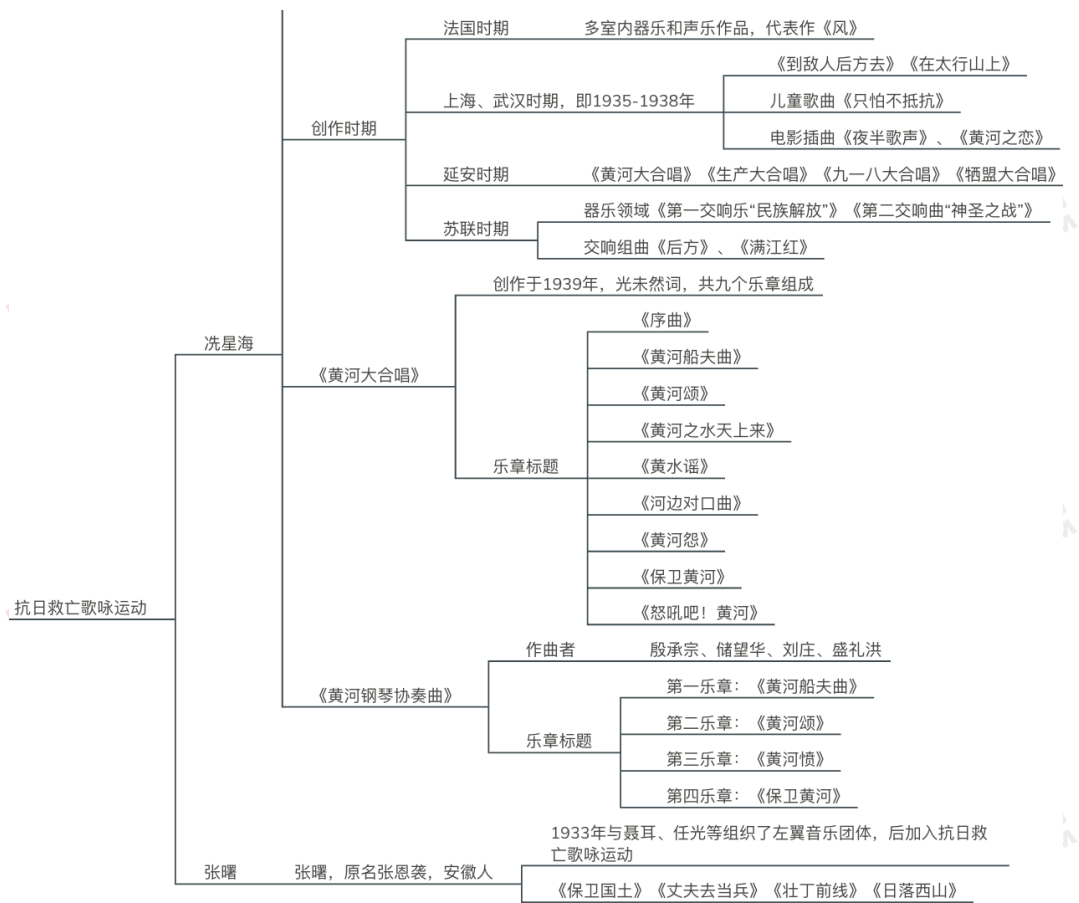 法国时期
多室内器乐和声乐作品，代表作《风》
《到敌人后方去》《在太行山上》
上海、武汉时期，即1935-1938年
儿童歌曲《只怕不抵抗》
创作时期
电影插曲《夜半歌声》、《黄河之恋》
延安时期
《黄河大合唱》《生产大合唱》《九一八大合唱》《牺盟大合唱》
器乐领域《第一交响乐“民族解放”》《第二交响曲“神圣之战”》
苏联时期
交响组曲《后方》、《满江红》
创作于1939年，光未然词，共九个乐章组成
《序曲》
冼星海
《黄河船夫曲》
《黄河大合唱》
《黄河颂》
《黄河之水天上来》
乐章标题
《黄水谣》
《河边对口曲》
《黄河怨》
《保卫黄河》
抗日救亡歌咏运动
《怒吼吧！黄河》
作曲者
殷承宗、储望华、刘庄、盛礼洪
《黄河钢琴协奏曲》
第一乐章：《黄河船夫曲》
第二乐章：《黄河颂》
乐章标题
第三乐章：《黄河愤》
第四乐章：《保卫黄河》
1933年与聂耳、任光等组织了左翼音乐团体，后加入抗日救
亡歌咏运动
张曙
张曙，原名张恩袭，安徽人
《保卫国土》《丈夫去当兵》《壮丁前线》《日落西山》